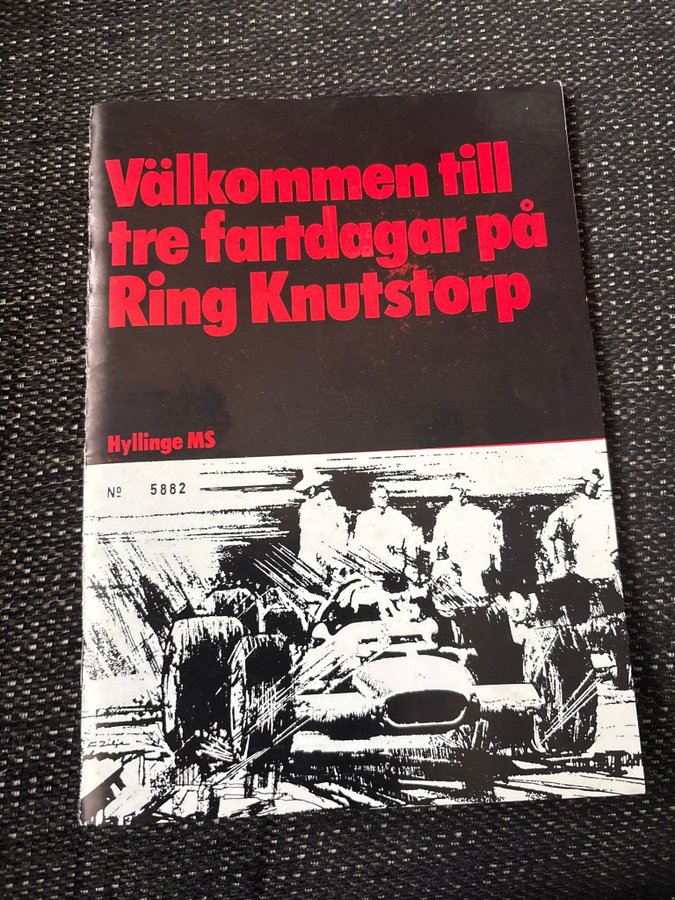 Välkommen till
tre fartdagar på
Ring Knutstorp
Hyllinge MS
Nº 5882